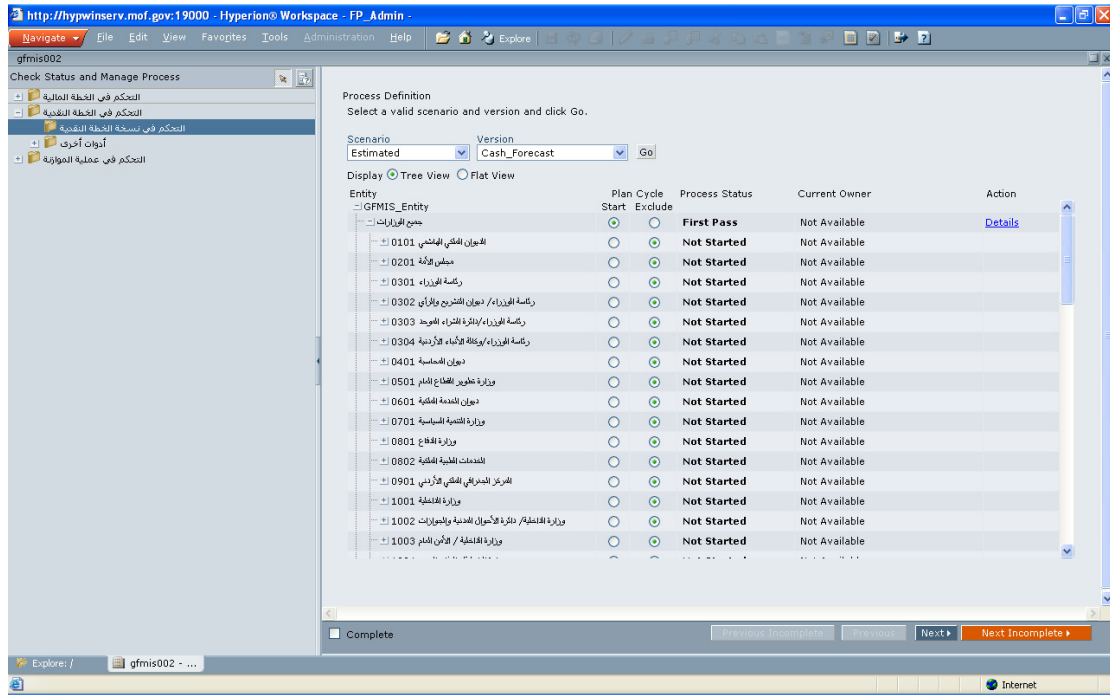 http://hypwinserv.mof.gov:19000 - Hyperion® Workspace - FP_Admin -
Navigate File Edit View Favorites Tools Administration Help Explore
gfmis002
Check Status and Manage Process
التحكم في الخطة المالية
التحكم في الخطة النقدية
التحكم في نسخة الخطة النقدية
أدوات أخرى
التحكم في عملية الموازنة
Process Definition
Select a valid scenario and version and click Go.
Scenario Version
Estimated Cash_Forecast Go
Display Tree View Flat View
Entity Plan Cycle Process Status Current Owner Action
GFMIS_Entity Start Exclude
جميع الوزارات First Pass Not Available Details
0101 الديوان الملكي الهاشمي Not Started Not Available
0201 مجلس الأمة Not Started Not Available
0301 رئاسة الوزراء Not Started Not Available
0302 رئاسة الوزراء/ ديوان التشريع والرأي Not Started Not Available
0303 رئاسة الوزراء/دائرة الشراء الموحد Not Started Not Available
0304 رئاسة الوزراء/وكالة الأنباء الأردنية Not Started Not Available
0401 ديوان المحاسبة Not Started Not Available
0501 وزارة تطوير القطاع العام Not Started Not Available
0601 ديوان الخدمة المدنية Not Started Not Available
0701 وزارة التنمية السياسية Not Started Not Available
0801 وزارة الدفاع Not Started Not Available
0802 الخدمات الطبية الملكية Not Started Not Available
0901 المركز الجغرافي الملكي الأردني Not Started Not Available
1001 وزارة الداخلية Not Started Not Available
1002 وزارة الداخلية/ دائرة الأحوال المدنية والجوازات Not Started Not Available
1003 وزارة الداخلية / الأمن العام Not Started Not Available
Complete Previous Incomplete Previous Next Next Incomplete
Explore: / gfmis002 - ...
Internet